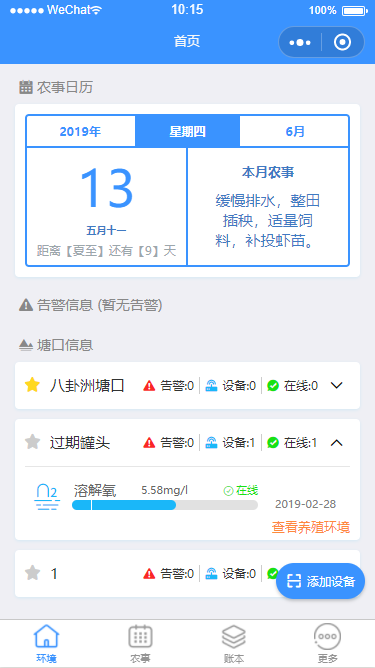 WeChat 10:15 100%
首页
农事日历
2019年 星期四 6月
13
五月十一
距离【夏至】还有【9】天
本月农事
缓慢排水，整田
插秧，适量饲
料，补投虾苗。
告警信息 (暂无告警)
塘口信息
八卦洲塘口 告警:0 设备:0 在线:0
过期罐头 告警:0 设备:1 在线:1
溶解氧 5.58mg/l 在线
2019-02-28
查看养殖环境
1 告警:0 设备:0
添加设备
环境 农事 账本 更多